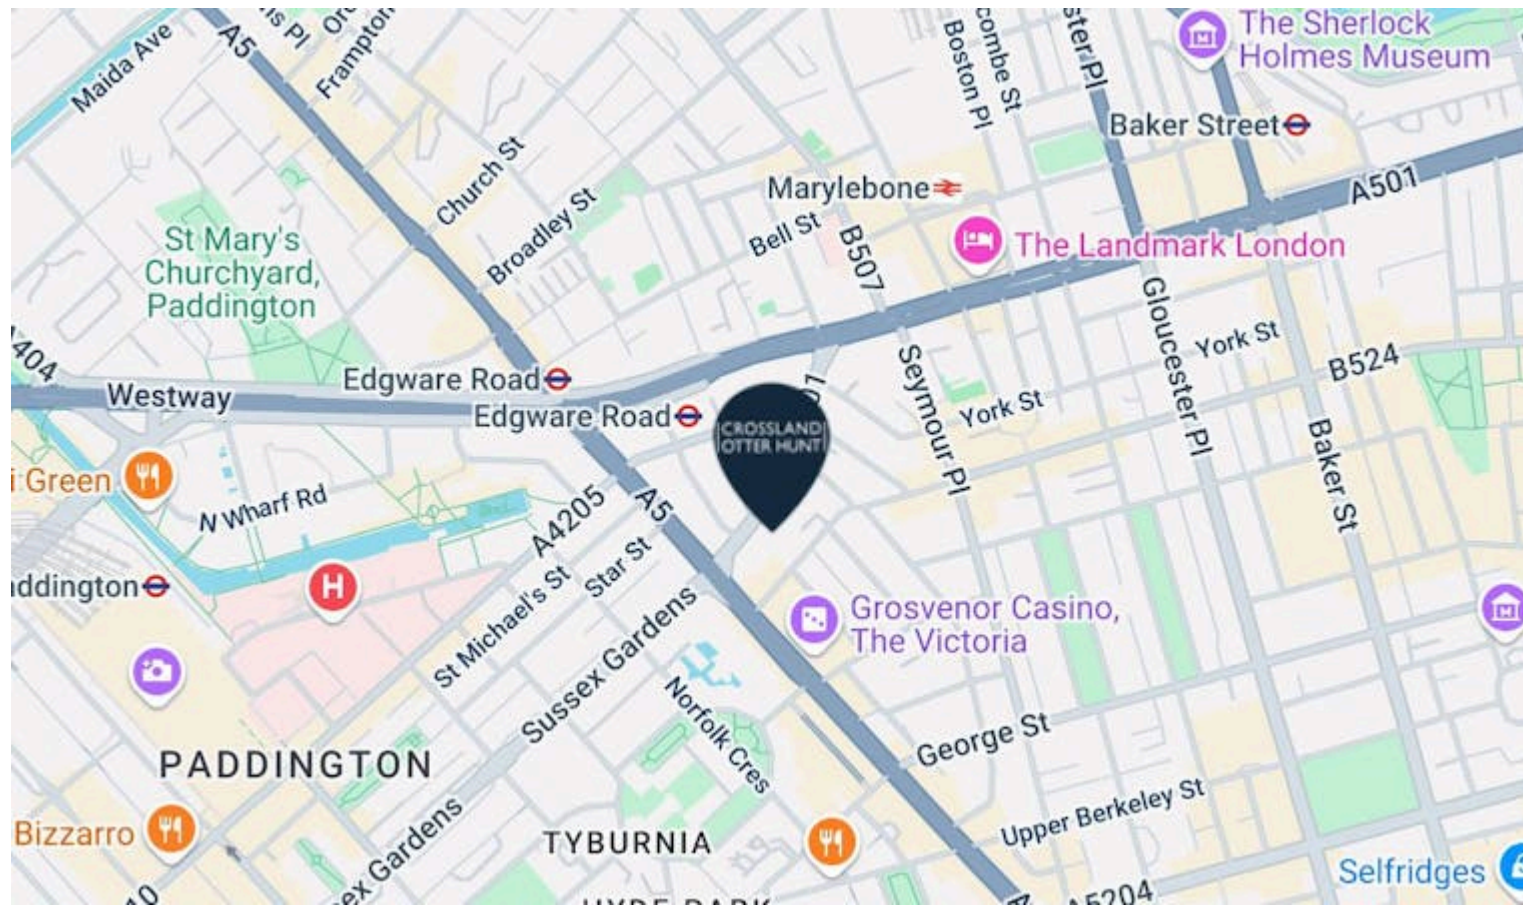 Maida Ave
A5
Frampton
Church St
Broadley St
Boston Pl
The Sherlock
Holmes Museum
Baker Street
Marylebone
A501
Bell St
B507
The Landmark London
St Mary's
Churchyard,
Paddington
Gloucester Pl
York St
B524
Westway
Edgware Road
Edgware Road
Seymour Pl
York St
CROSSLAND
OTTER HUNT
Baker St
Green
N Wharf Rd
A4205
A5
Star St
St Michael's St
Sussex Gardens
Grosvenor Casino,
The Victoria
H
Norfolk Cres
George St
PADDINGTON
Upper Berkeley St
Bizzarro
TYBURNIA
Selfridges
A5204